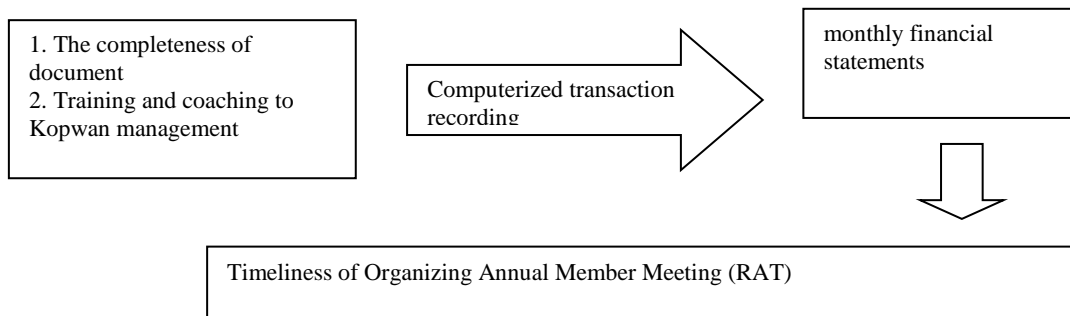 1. The completeness of
document
2. Training and coaching to
Kopwan management
Computerized transaction
recording
monthly financial
statements
Timeliness of Organizing Annual Member Meeting (RAT)